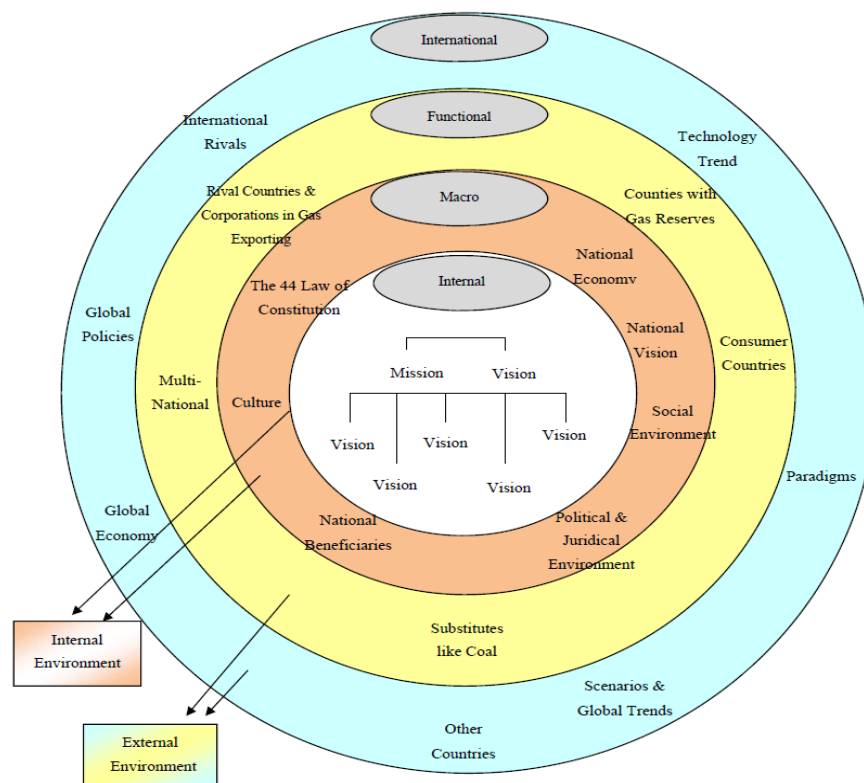 International
International
Rivals
Functional
Technology
Trend
Rival Countries &
Corporations in Gas
Exporting
Macro
Counties with
Gas Reserves
National
Economy
The 44 Law of
Constitution
Internal
Global
Policies
National
Vision
Consumer
Countries
Mission
Vision
Multi-
National
Culture
Social
Environment
Vision
Vision
Vision
Vision
Vision
Paradigms
Global
Economy
National
Beneficiaries
Political &
Juridical
Environment
Internal
Environment
Substitutes
like Coal
Scenarios &
Global Trends
External
Environment
Other
Countries